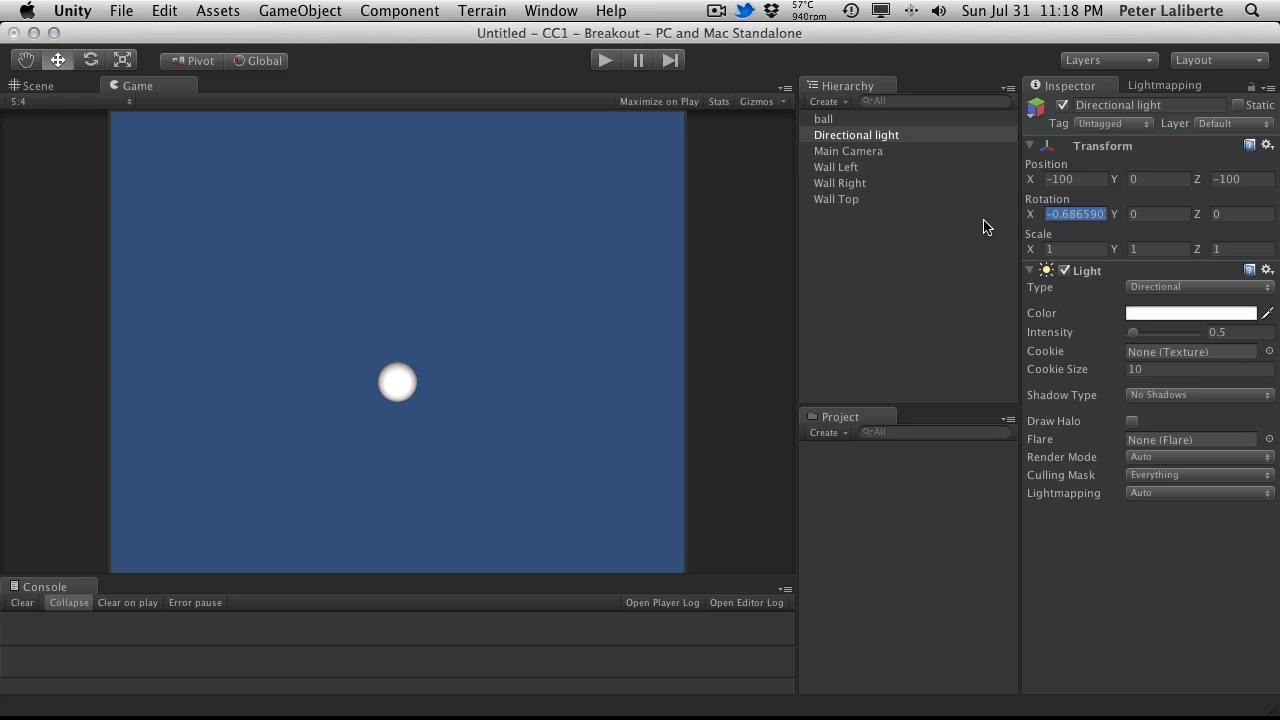 Unity File Edit Assets GameObject Component Terrain Window Help 57°C 940rpm Sun Jul 31 11:18 PM Peter Laliberte
Untitled - CC1 - Breakout - PC and Mac Standalone
Pivot Global Layers Layout
Scene Game
5:4 Maximize on Play Stats Gizmos
Hierarchy
Create All
ball
Directional light
Main Camera
Wall Left
Wall Right
Wall Top
Project
Create All
Inspector Lightmapping
Directional light Static
Tag Untagged Layer Default
Transform
Position
X -100 Y 0 Z -100
Rotation
X -0.686590 Y 0 Z 0
Scale
X 1 Y 1 Z 1
Light
Type Directional
Color
Intensity 0.5
Cookie None (Texture)
Cookie Size 10
Shadow Type No Shadows
Draw Halo
Flare None (Flare)
Render Mode Auto
Culling Mask Everything
Lightmapping Auto
Console
Clear Collapse Clear on play Error pause Open Player Log Open Editor Log